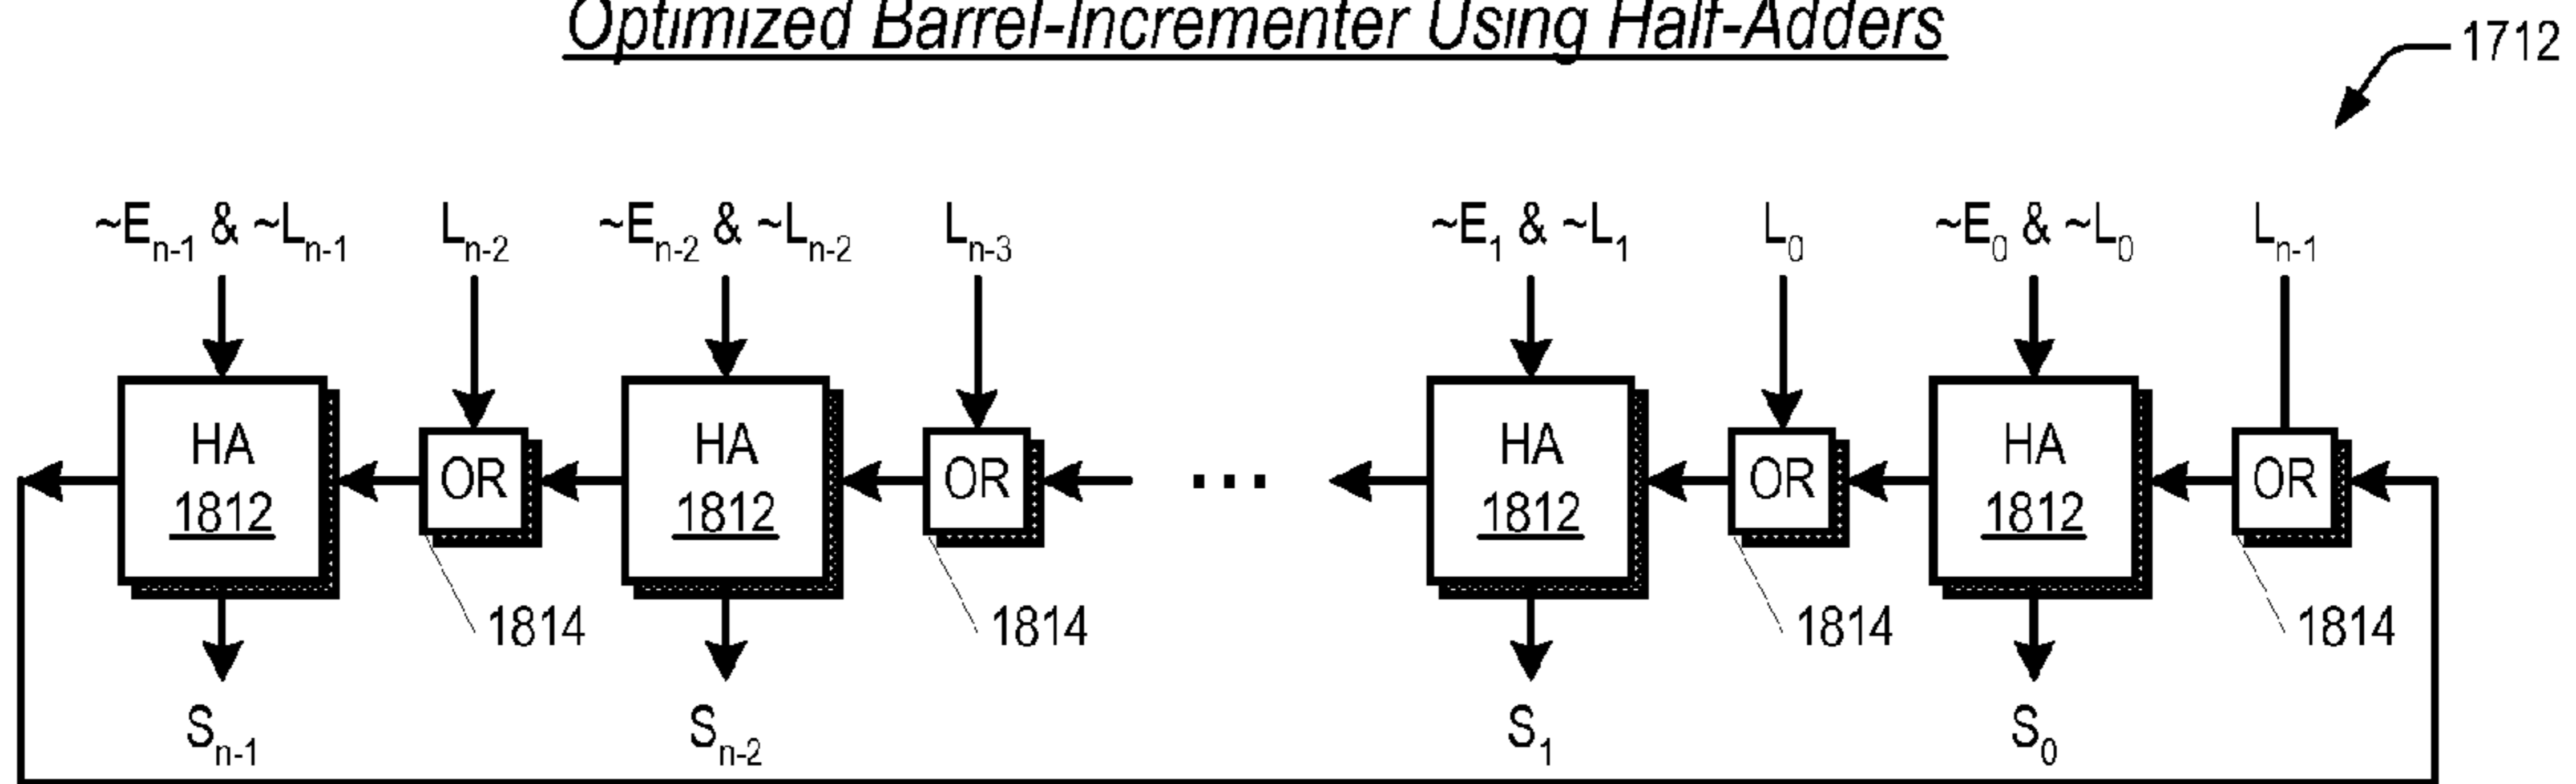 Optimized Barrel-Incrementer Using Half-Adders
1712
~Eₙ₋₁ & ~Lₙ₋₁ Lₙ₋₂ ~Eₙ₋₂ & ~Lₙ₋₂ Lₙ₋₃ ~E₁ & ~L₁ L₀ ~E₀ & ~L₀ Lₙ₋₁
HA OR HA OR ... HA OR HA OR
1812 1812 1812 1812
1814 1814 1814 1814
Sₙ₋₁ Sₙ₋₂ S₁ S₀